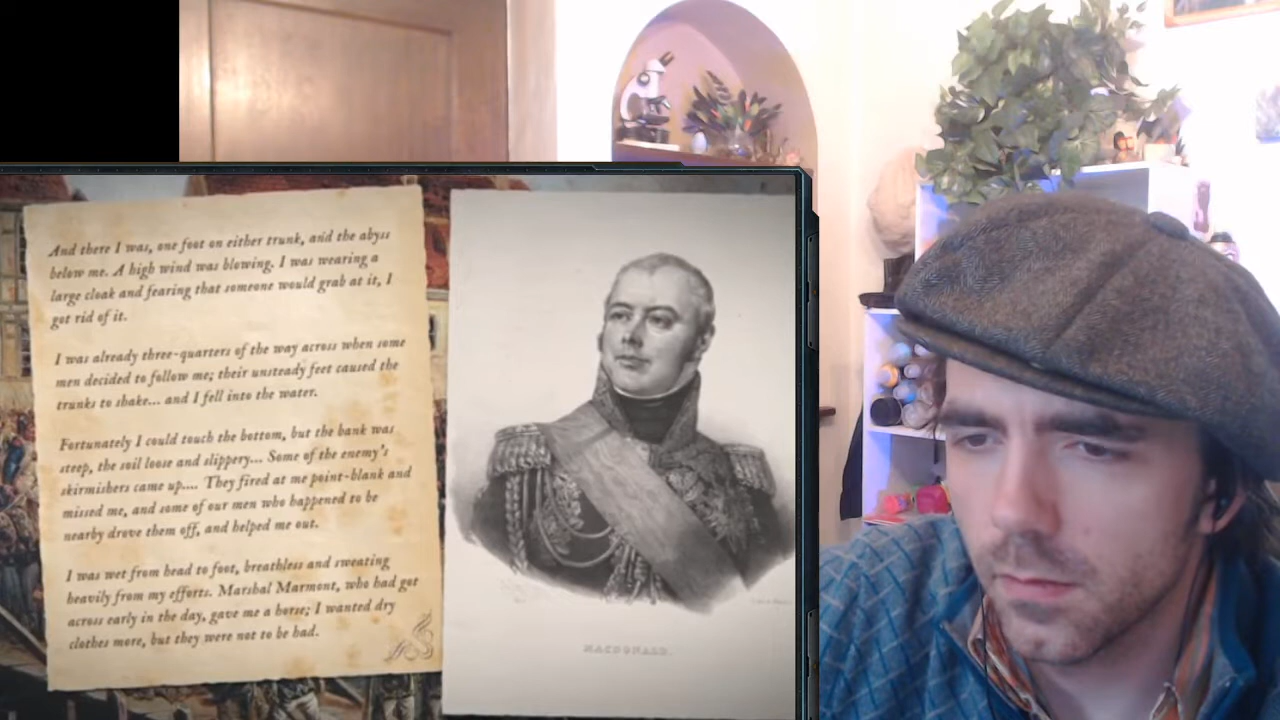 And there I was, one foot on either trunk, and the abyss
below me. A high wind was blowing. I was wearing a
large cloak and fearing that someone would grab at it, I
got rid of it.
I was already three-quarters of the way across when some
men decided to follow me; their unsteady feet caused the
trunks to shake... and I fell into the water.
Fortunately I could touch the bottom, but the bank was
steep, the soil loose and slippery... Some of the enemy's
skirmishers came up.... They fired at me point-blank and
missed me, and some of our men who happened to be
nearby drove them off, and helped me out.
I was wet from head to foot, breathless and sweating
heavily from my efforts. Marshal Marmont, who had got
across early in the day, gave me a horse; I wanted dry
clothes more, but they were not to be had.
MACDONALD.